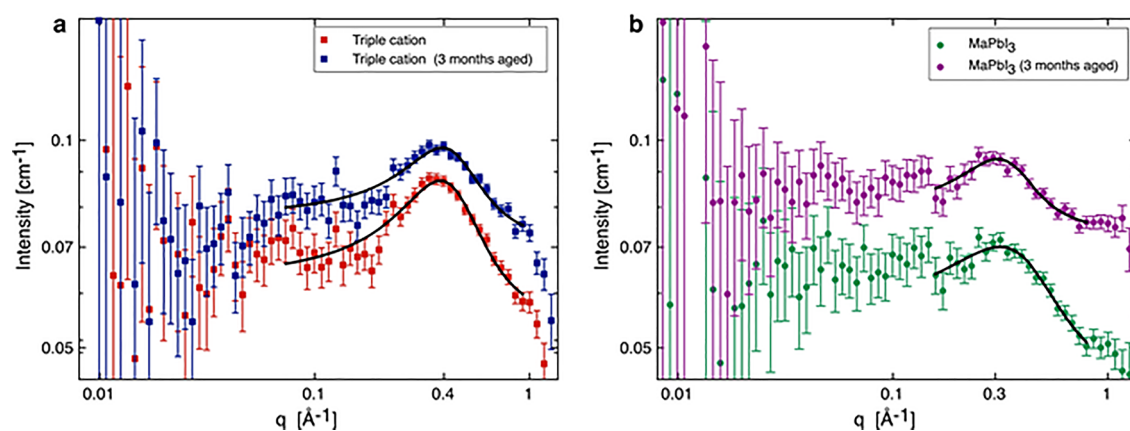 a
Triple cation
Triple cation (3 months aged)
0.1
0.07
0.05
Intensity [cm⁻¹]
0.01
0.1
0.4
1
q [Å⁻¹]
b
MaPbI₃
MaPbI₃ (3 months aged)
0.1
0.07
0.05
Intensity [cm⁻¹]
0.01
0.1
0.3
1
q [Å⁻¹]